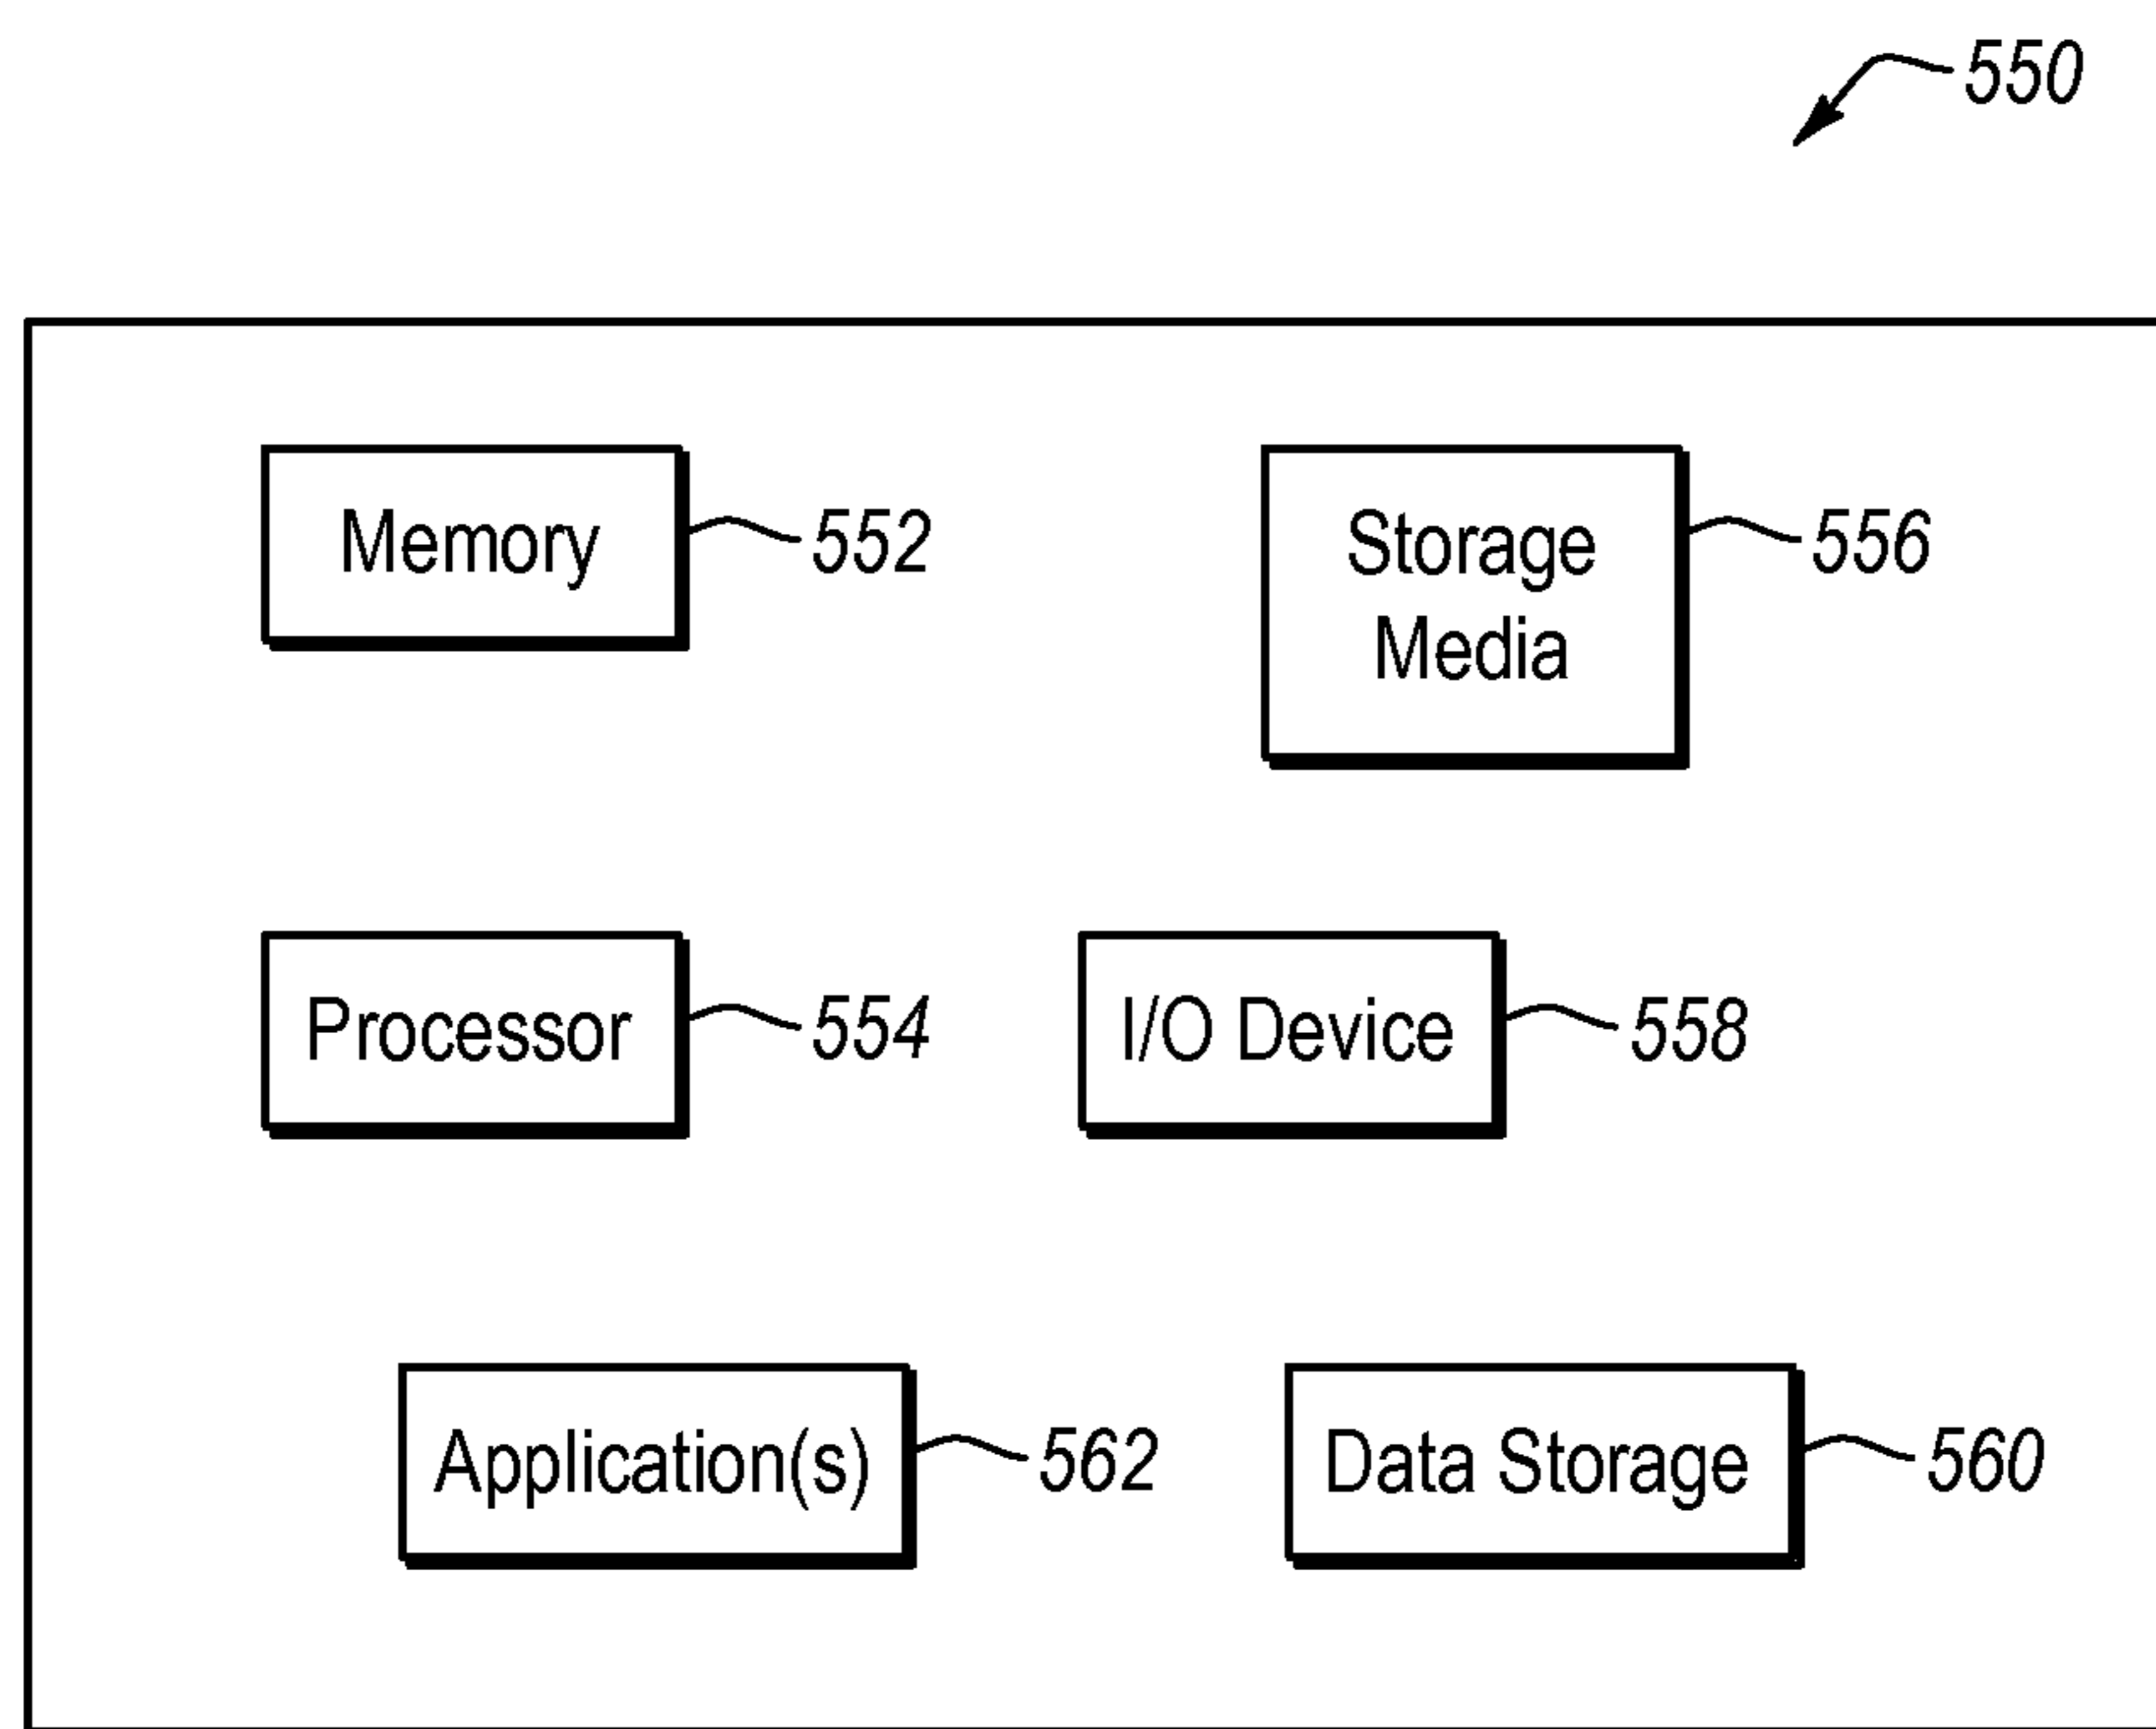 550
Memory 552
Storage
Media
556
Processor 554
I/O Device 558
Application(s) 562
Data Storage 560